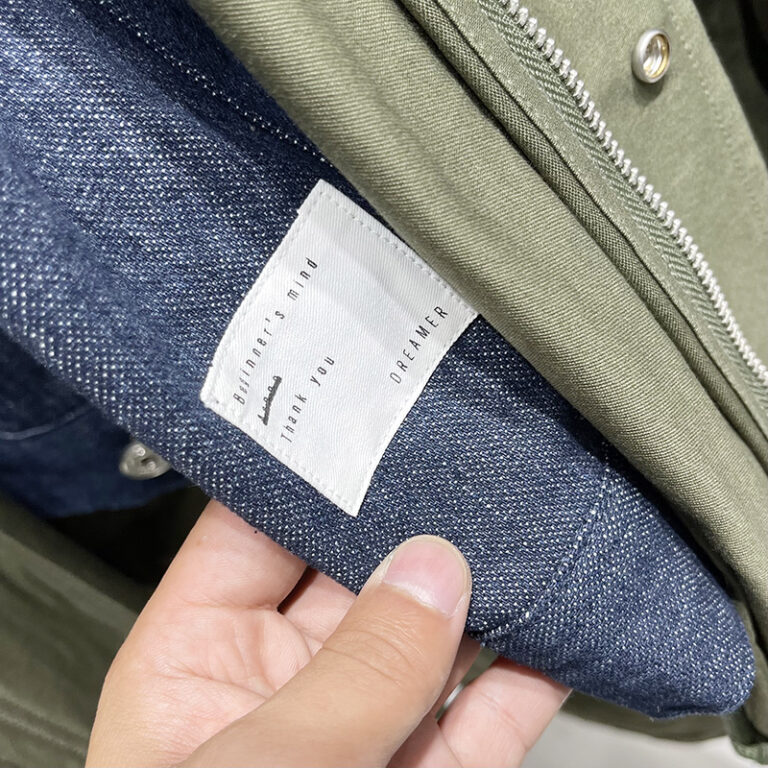 Beginner's mind
Thank you
DREAMER